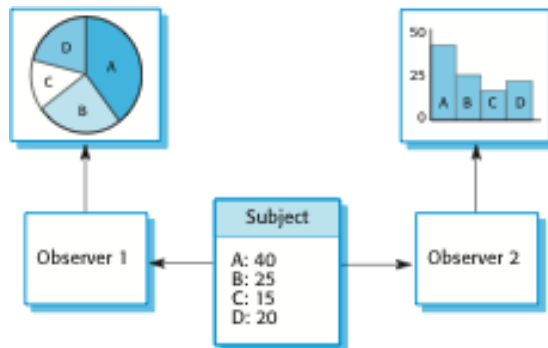 D
A
C
B
50
25
0
A B C D
Observer 1
Subject
A: 40
B: 25
C: 15
D: 20
Observer 2